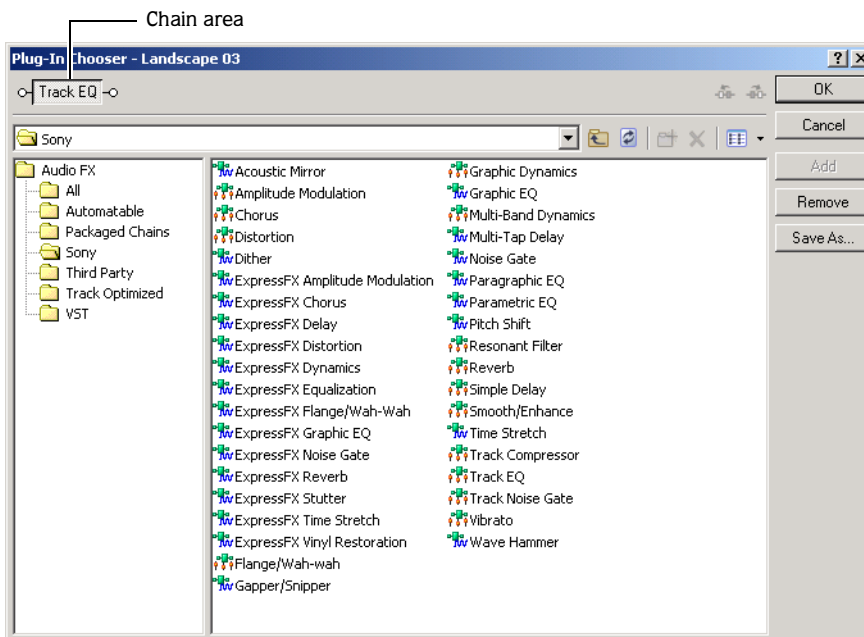 Chain area
Plug-In Chooser - Landscape 03
Track EQ
OK
Sony
Cancel
Add
Remove
Save As...
Audio FX
All
Automatable
Packaged Chains
Sony
Third Party
Track Optimized
VST
Acoustic Mirror
Amplitude Modulation
Chorus
Distortion
Dither
ExpressFX Amplitude Modulation
ExpressFX Chorus
ExpressFX Delay
ExpressFX Distortion
ExpressFX Dynamics
ExpressFX Equalization
ExpressFX Flange/Wah-Wah
ExpressFX Graphic EQ
ExpressFX Noise Gate
ExpressFX Reverb
ExpressFX Stutter
ExpressFX Time Stretch
ExpressFX Vinyl Restoration
Flange/Wah-wah
Gapper/Snipper
Graphic Dynamics
Graphic EQ
Multi-Band Dynamics
Multi-Tap Delay
Noise Gate
Paragraphic EQ
Parametric EQ
Pitch Shift
Resonant Filter
Reverb
Simple Delay
Smooth/Enhance
Time Stretch
Track Compressor
Track EQ
Track Noise Gate
Vibrato
Wave Hammer